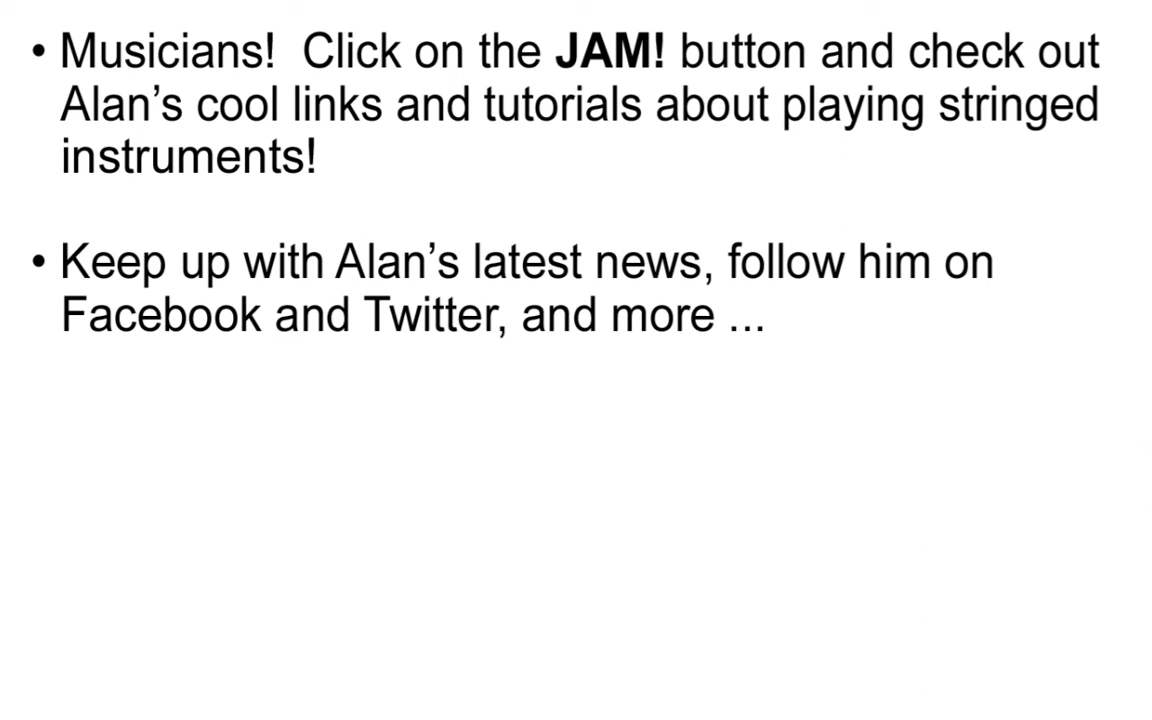 • Musicians!  Click on the JAM! button and check out
Alan’s cool links and tutorials about playing stringed
instruments!
• Keep up with Alan’s latest news, follow him on
Facebook and Twitter, and more ...